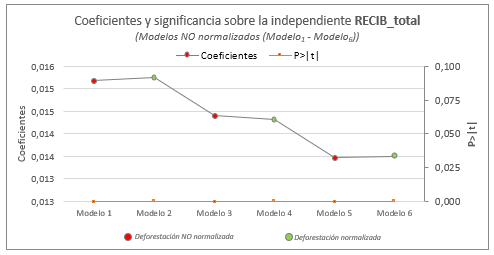 Coeficientes y significancia sobre la independiente RECIB_total
(Modelos NO normalizados (Modelo1 - Modelo6))
Coeficientes P>|t|
0,016
0,015
0,015
0,014
0,014
0,013
0,013
Coeficientes
0,100
0,075
0,050
0,025
0,000
P>|t|
Modelo 1 Modelo 2 Modelo 3 Modelo 4 Modelo 5 Modelo 6
Deforestación NO normalizada Deforestación normalizada